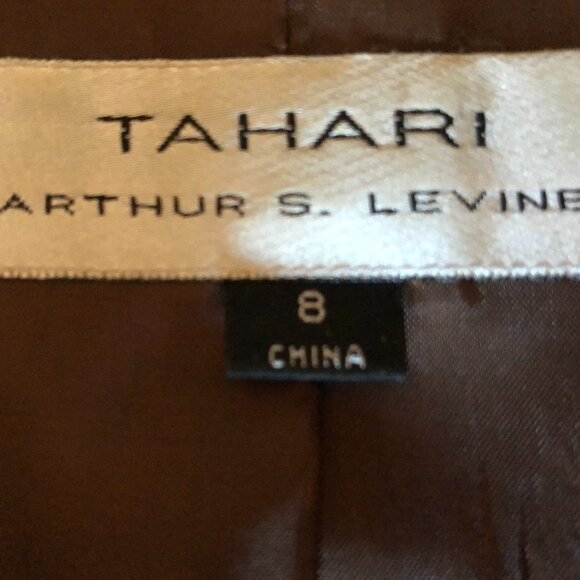 TAHARI
ARTHUR S. LEVINE
8
CHINA